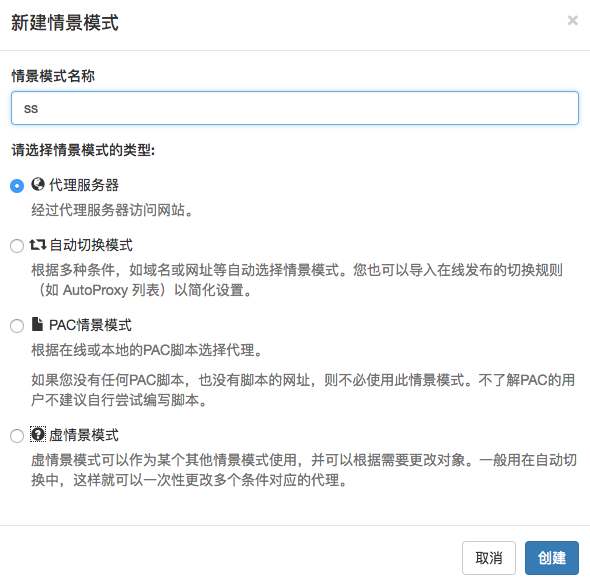 新建情景模式
×
情景模式名称
ss
请选择情景模式的类型:
代理服务器
经过代理服务器访问网站。
自动切换模式
根据多种条件，如域名或网址等自动选择情景模式。您也可以导入在线发布的切换规则
（如 AutoProxy 列表）以简化设置。
PAC情景模式
根据在线或本地的PAC脚本选择代理。
如果您没有任何PAC脚本，也没有脚本的网址，则不必使用此情景模式。不了解PAC的用
户不建议自行尝试编写脚本。
虚情景模式
虚情景模式可以作为某个其他情景模式使用，并可以根据需要更改对象。一般用在自动切
换中，这样就可以一次性更改多个条件对应的代理。
取消
创建